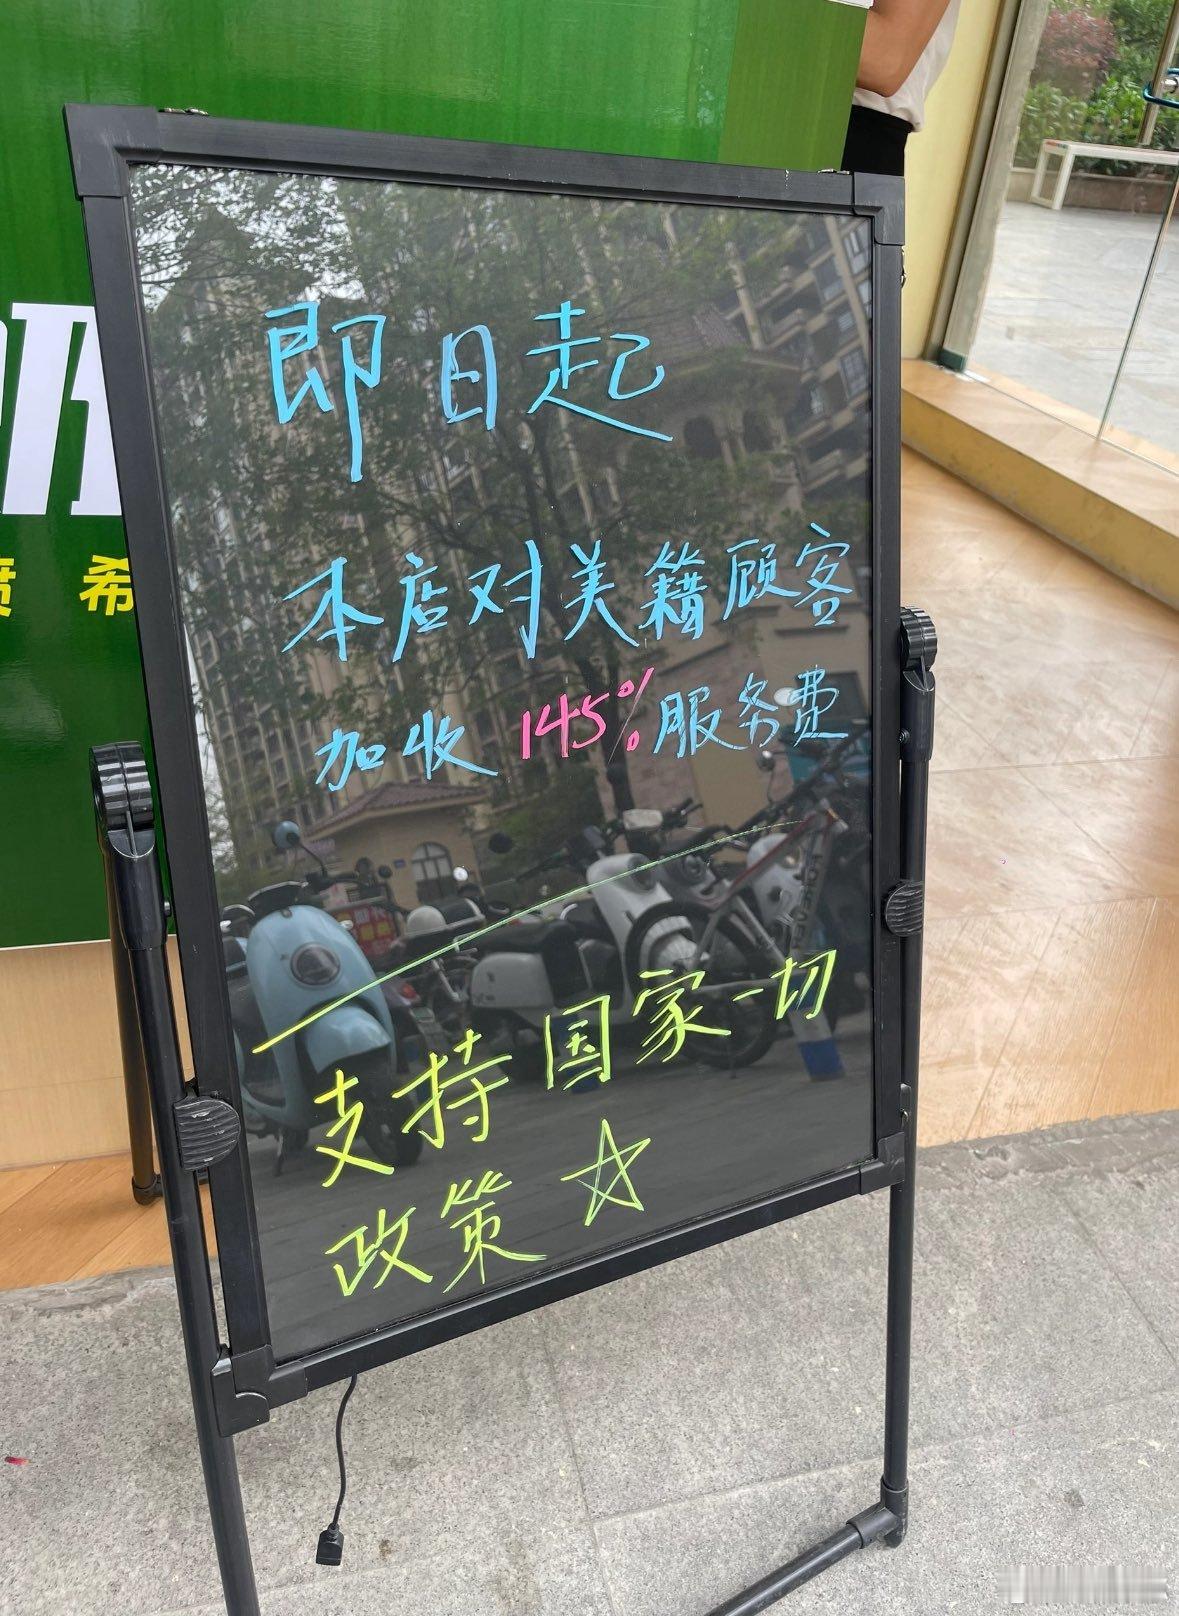 即日起
本店对美籍顾客
加收145%服务费
支持国家一切
政策
希